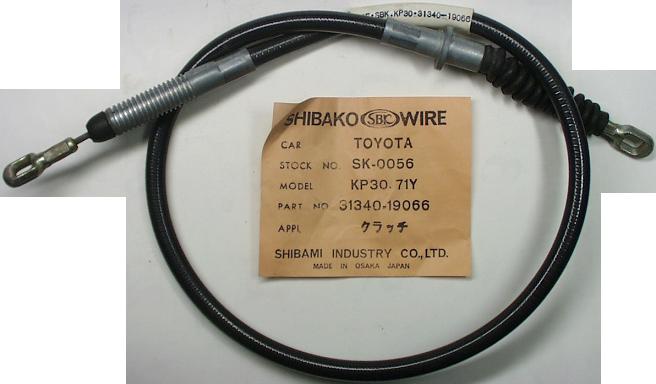 SBK.KP30-31340-19066
SHIBAKO SBK WIRE
CAR TOYOTA
STOCK NO. SK-0056
MODEL KP30.71Y
PART NO 31340-19066
APPL. クラッチ
SHIBAMI INDUSTRY CO.,LTD.
MADE IN OSAKA JAPAN